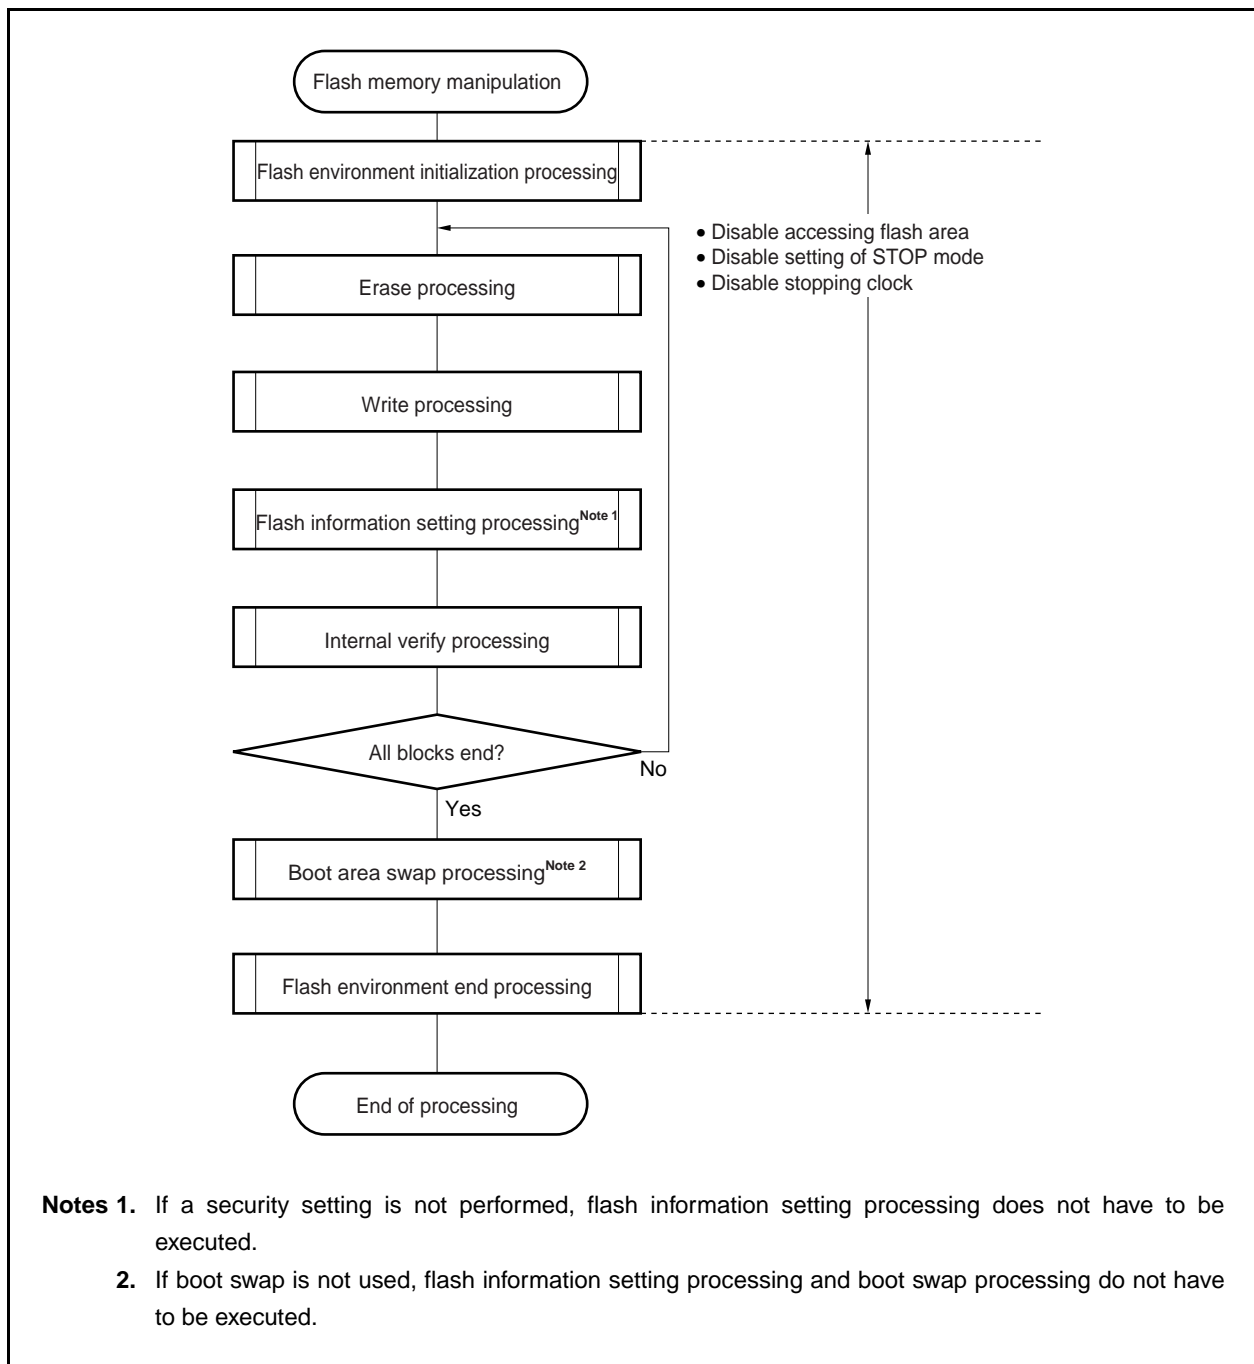 Flash memory manipulation
Flash environment initialization processing
• Disable accessing flash area
• Disable setting of STOP mode
• Disable stopping clock
Erase processing
Write processing
Flash information setting processingNote 1
Internal verify processing
All blocks end?
No
Yes
Boot area swap processingNote 2
Flash environment end processing
End of processing
Notes 1. If a security setting is not performed, flash information setting processing does not have to be
executed.
2. If boot swap is not used, flash information setting processing and boot swap processing do not have
to be executed.